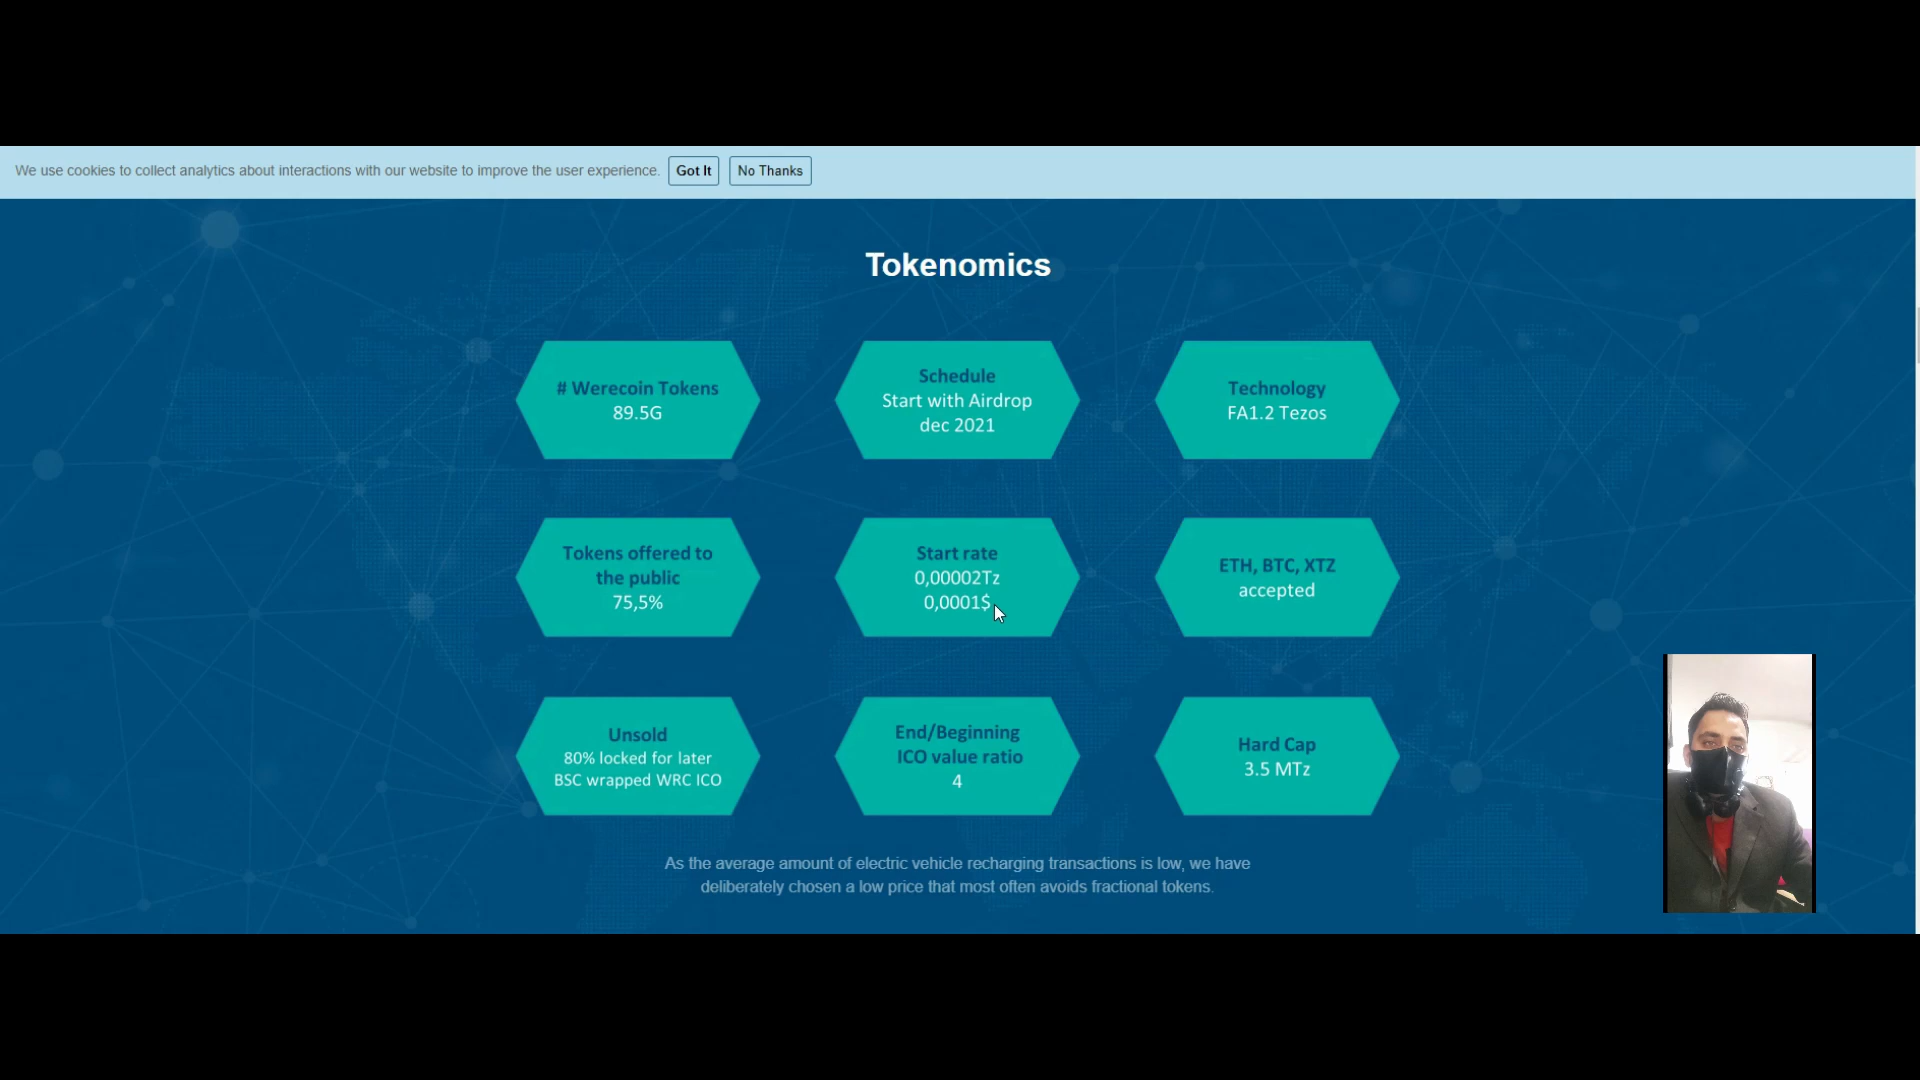 We use cookies to collect analytics about interactions with our website to improve the user experience. Got It No Thanks
Tokenomics
# Werecoin Tokens
89.5G
Schedule
Start with Airdrop
dec 2021
Technology
FA1.2 Tezos
Tokens offered to
the public
75,5%
Start rate
0,00002Tz
0,0001$
ETH, BTC, XTZ
accepted
Unsold
80% locked for later
BSC wrapped WRC ICO
End/Beginning
ICO value ratio
4
Hard Cap
3.5 MTz
As the average amount of electric vehicle recharging transactions is low, we have
deliberately chosen a low price that most often avoids fractional tokens.